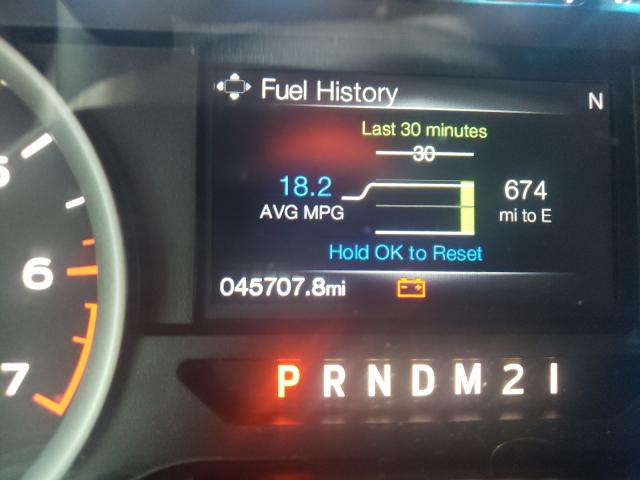 Fuel History
N
Last 30 minutes
30
18.2
AVG MPG
674
mi to E
Hold OK to Reset
045707.8mi
6
7
P R N D M 2 1